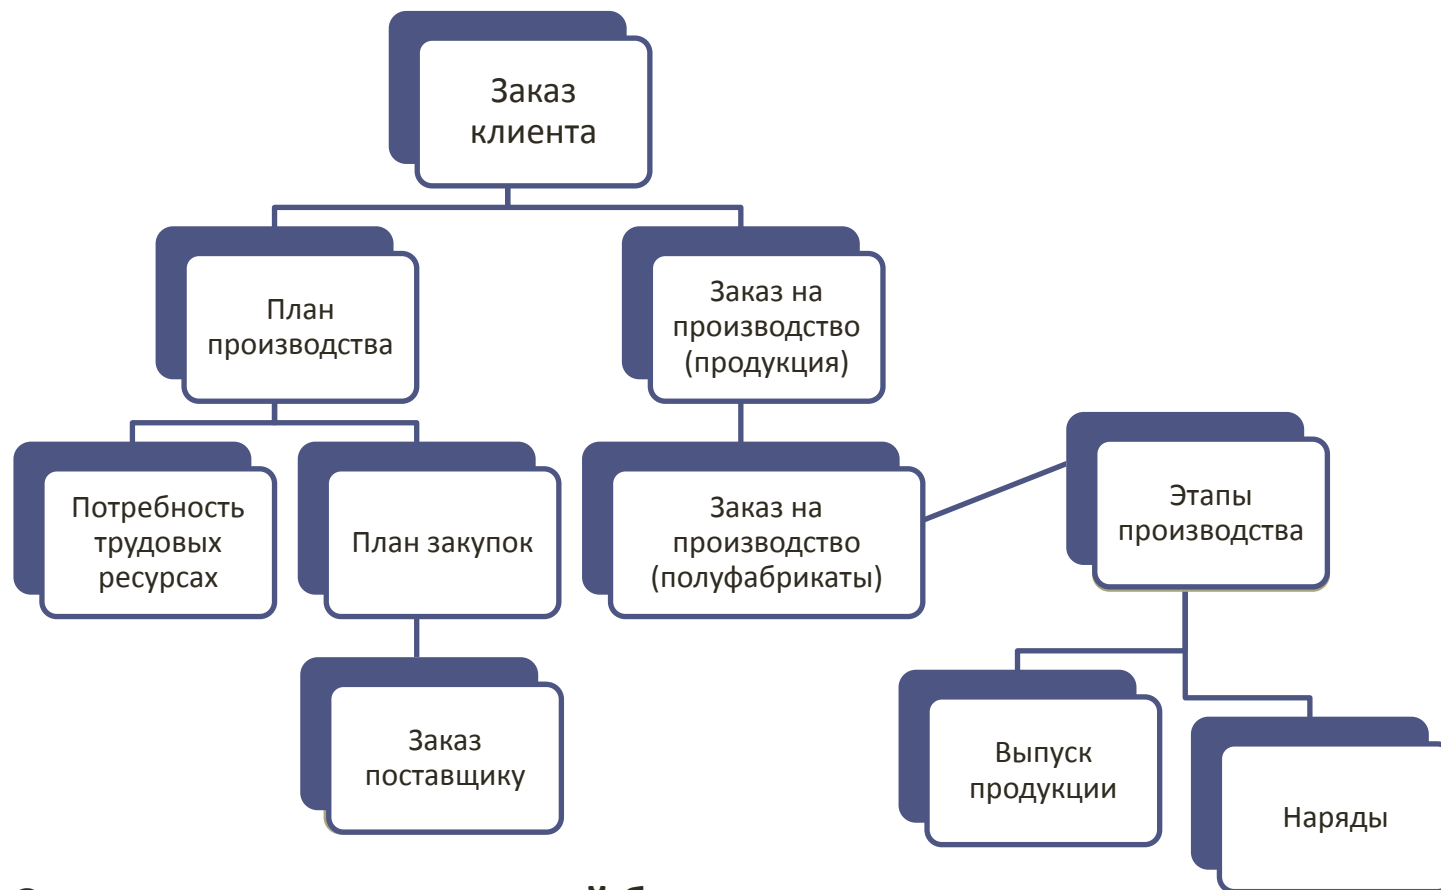 Заказ
клиента
План
производства
Заказ на
производство
(продукция)
Потребность
трудовых
ресурсах
План закупок
Заказ на
производство
(полуфабрикаты)
Этапы
производства
Заказ
поставщику
Выпуск
продукции
Наряды